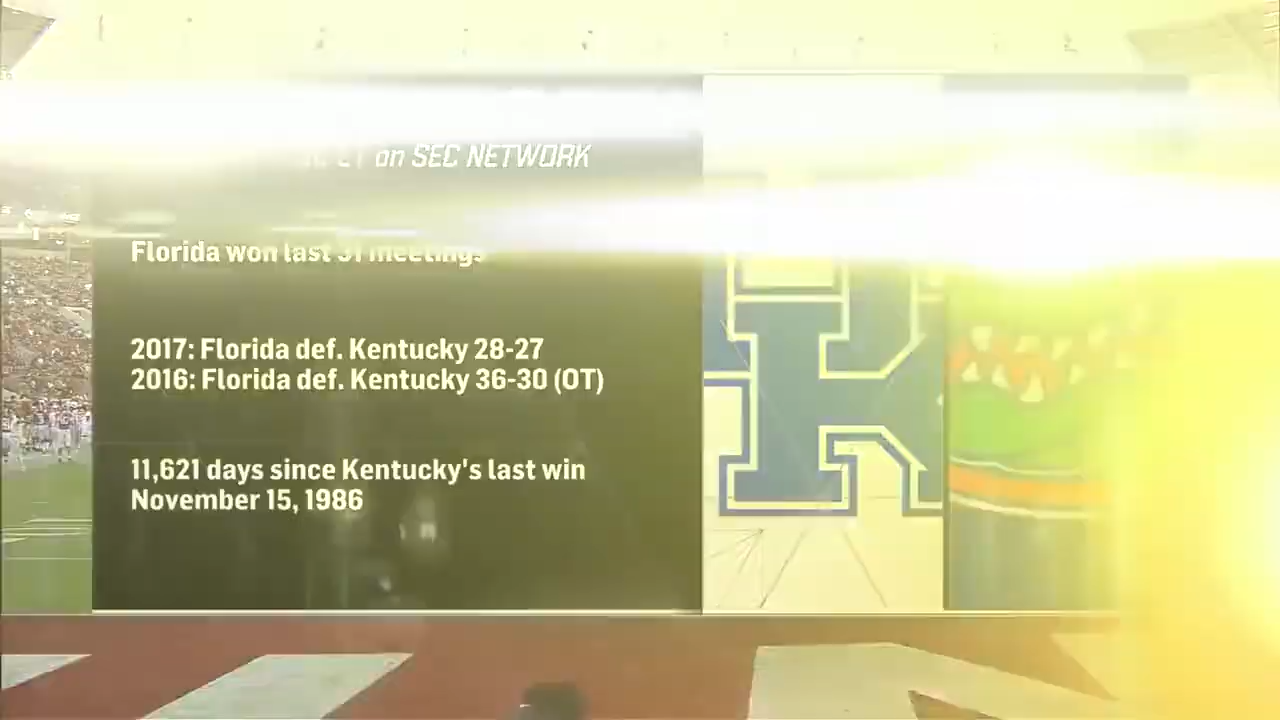 ET on SEC NETWORK
Florida won last 31 meetings
2017: Florida def. Kentucky 28-27
2016: Florida def. Kentucky 36-30 (OT)
11,621 days since Kentucky's last win
November 15, 1986